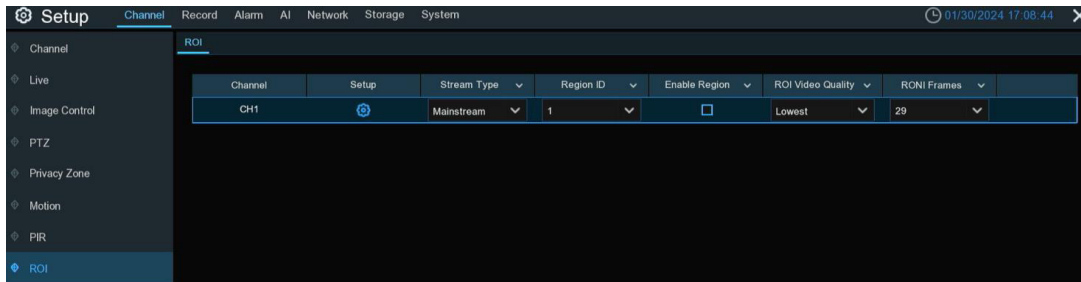 Setup Channel Record Alarm AI Network Storage System 01/30/2024 17:08:44
Channel
Live
Image Control
PTZ
Privacy Zone
Motion
PIR
ROI
ROI
Channel Setup Stream Type Region ID Enable Region ROI Video Quality RONI Frames
CH1 Mainstream 1 Lowest 29